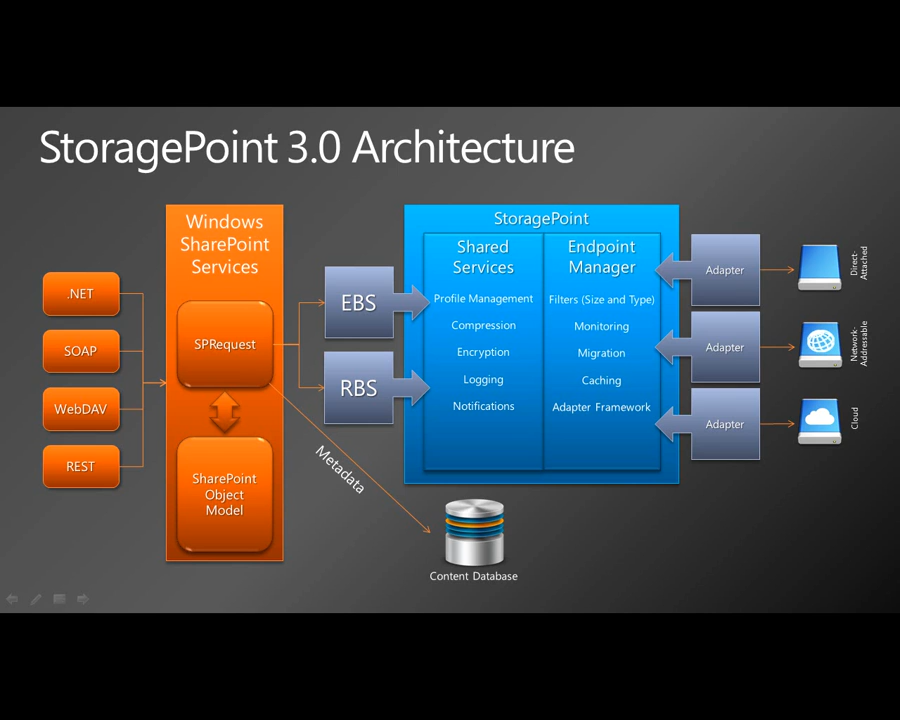 StoragePoint 3.0 Architecture
.NET
SOAP
WebDAV
REST
Windows
SharePoint
Services
SPRequest
SharePoint
Object
Model
EBS
RBS
Metadata
StoragePoint
Shared
Services
Profile Management
Compression
Encryption
Logging
Notifications
Endpoint
Manager
Filters (Size and Type)
Monitoring
Migration
Caching
Adapter Framework
Adapter
Adapter
Adapter
Direct-
Attached
Network-
Addressable
Cloud
Content Database